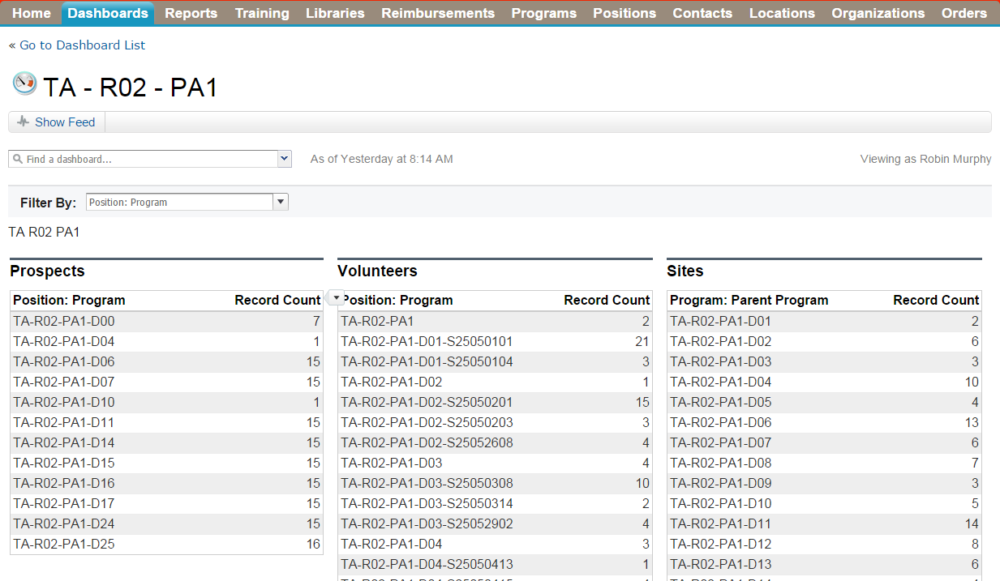 Home Dashboards Reports Training Libraries Reimbursements Programs Positions Contacts Locations Organizations Orders
« Go to Dashboard List
TA - R02 - PA1
Show Feed
Find a dashboard... As of Yesterday at 8:14 AM Viewing as Robin Murphy
Filter By: Position: Program
TA R02 PA1
Prospects
Position: Program Record Count
TA-R02-PA1-D00 7
TA-R02-PA1-D04 1
TA-R02-PA1-D06 15
TA-R02-PA1-D07 15
TA-R02-PA1-D10 1
TA-R02-PA1-D11 15
TA-R02-PA1-D14 15
TA-R02-PA1-D15 15
TA-R02-PA1-D16 15
TA-R02-PA1-D17 15
TA-R02-PA1-D24 15
TA-R02-PA1-D25 16
Volunteers
Position: Program Record Count
TA-R02-PA1 2
TA-R02-PA1-D01-S25050101 21
TA-R02-PA1-D01-S25050104 3
TA-R02-PA1-D02 1
TA-R02-PA1-D02-S25050201 15
TA-R02-PA1-D02-S25050203 3
TA-R02-PA1-D02-S25052608 4
TA-R02-PA1-D03 4
TA-R02-PA1-D03-S25050308 10
TA-R02-PA1-D03-S25050314 2
TA-R02-PA1-D03-S25052902 4
TA-R02-PA1-D04 3
TA-R02-PA1-D04-S25050413 1
Sites
Program: Parent Program Record Count
TA-R02-PA1-D01 2
TA-R02-PA1-D02 6
TA-R02-PA1-D03 3
TA-R02-PA1-D04 10
TA-R02-PA1-D05 4
TA-R02-PA1-D06 13
TA-R02-PA1-D07 6
TA-R02-PA1-D08 7
TA-R02-PA1-D09 3
TA-R02-PA1-D10 5
TA-R02-PA1-D11 14
TA-R02-PA1-D12 8
TA-R02-PA1-D13 6